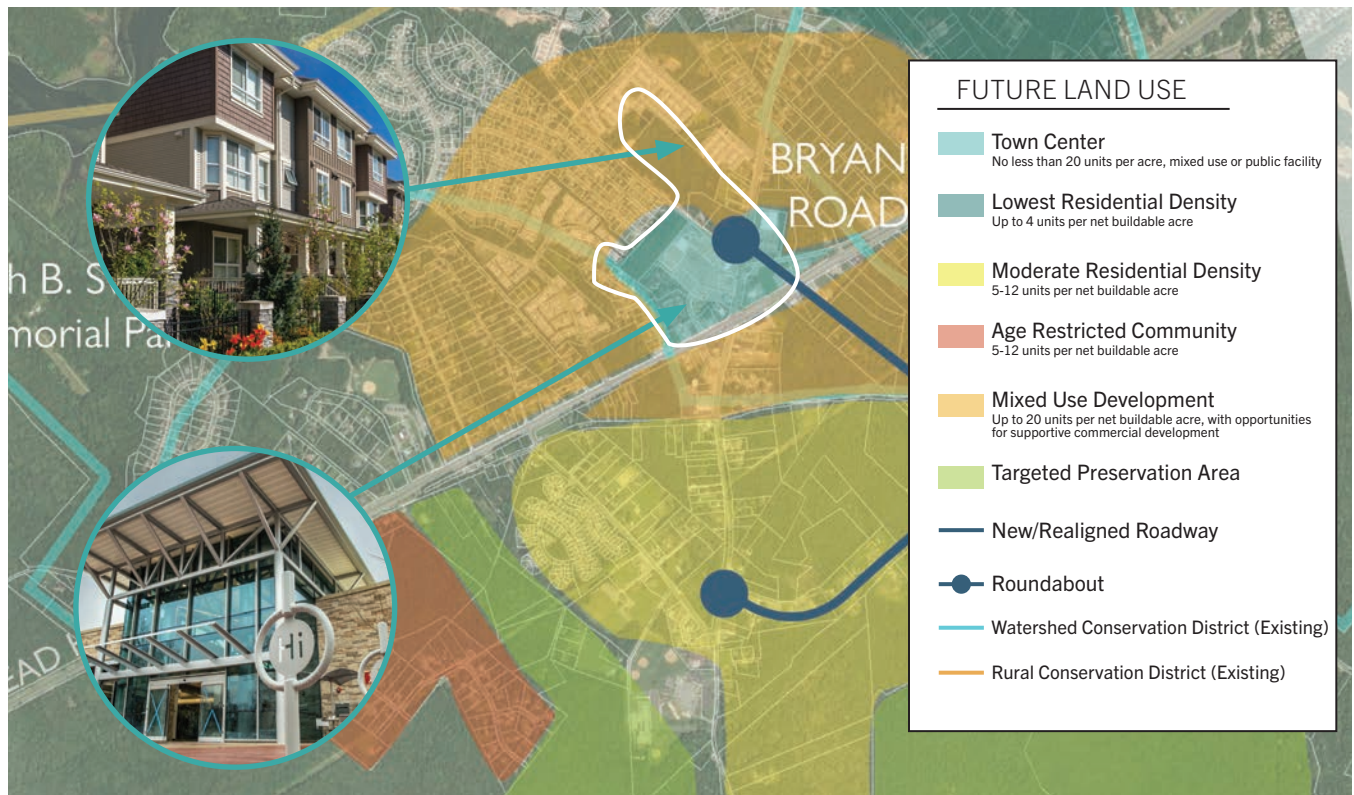 BRYAN
ROAD
h B. S
morial Pa
EAD
Hi
FUTURE LAND USE
Town Center
No less than 20 units per acre, mixed use or public facility
Lowest Residential Density
Up to 4 units per net buildable acre
Moderate Residential Density
5-12 units per net buildable acre
Age Restricted Community
5-12 units per net buildable acre
Mixed Use Development
Up to 20 units per net buildable acre, with opportunities
for supportive commercial development
Targeted Preservation Area
New/Realigned Roadway
Roundabout
Watershed Conservation District (Existing)
Rural Conservation District (Existing)